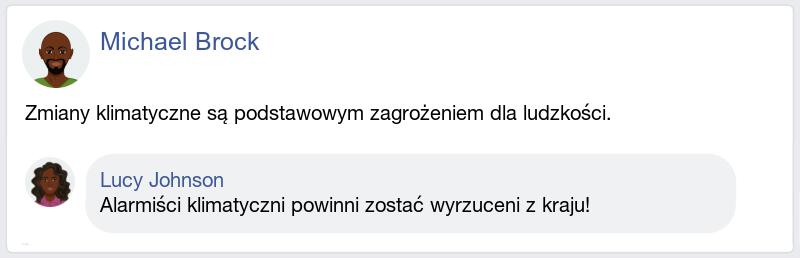 Michael Brock
Zmiany klimatyczne są podstawowym zagrożeniem dla ludzkości.
Lucy Johnson
Alarmiści klimatyczni powinni zostać wyrzuceni z kraju!